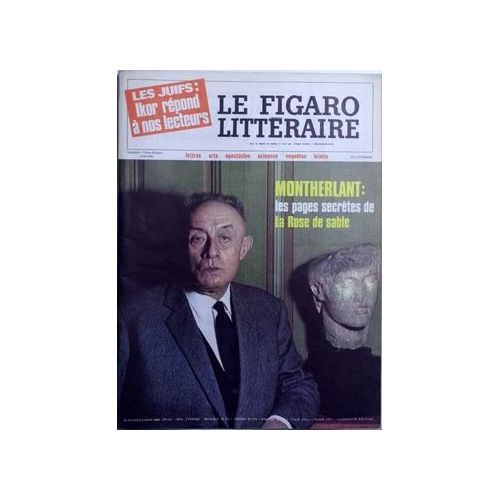 LES JUIFS:
Ikor répond
à nos lecteurs
LE FIGARO
LITTÉRAIRE
lettres arts spectacles sciences enquêtes loisirs
MONTHERLANT:
les pages secrètes de
La Rose de sable